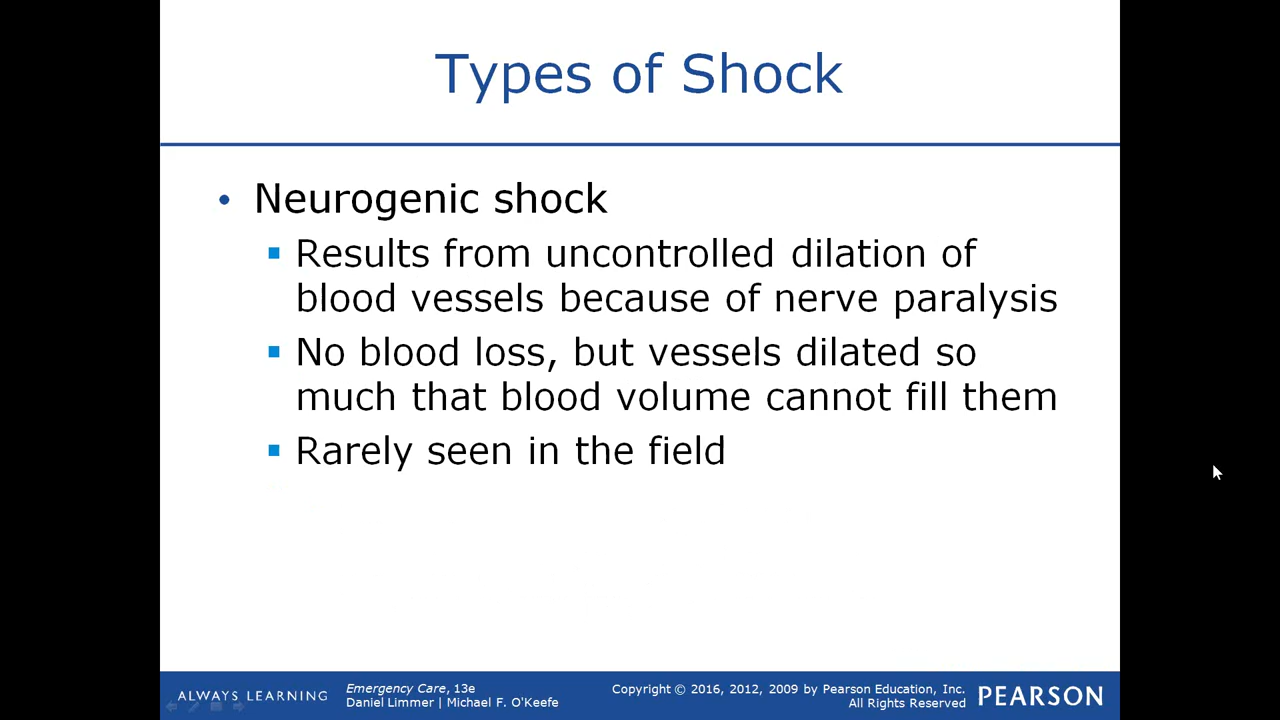 Types of Shock
• Neurogenic shock
▪ Results from uncontrolled dilation of
blood vessels because of nerve paralysis
▪ No blood loss, but vessels dilated so
much that blood volume cannot fill them
▪ Rarely seen in the field
ALWAYS LEARNING
Emergency Care, 13e
Daniel Limmer | Michael F. O'Keefe
Copyright © 2016, 2012, 2009 by Pearson Education, Inc.
All Rights Reserved
PEARSON